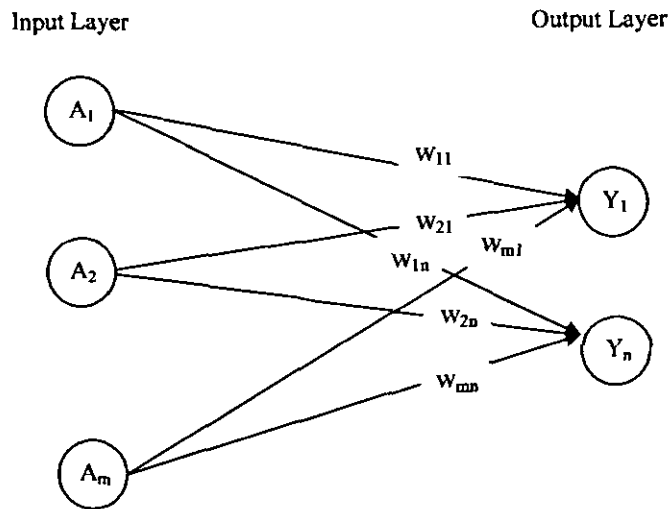 Input Layer
Output Layer
A₁
w₁₁
Y₁
w₂₁
wₘ₁
A₂
w₁ₙ
w₂ₙ
Yₙ
wₘₙ
Aₘ